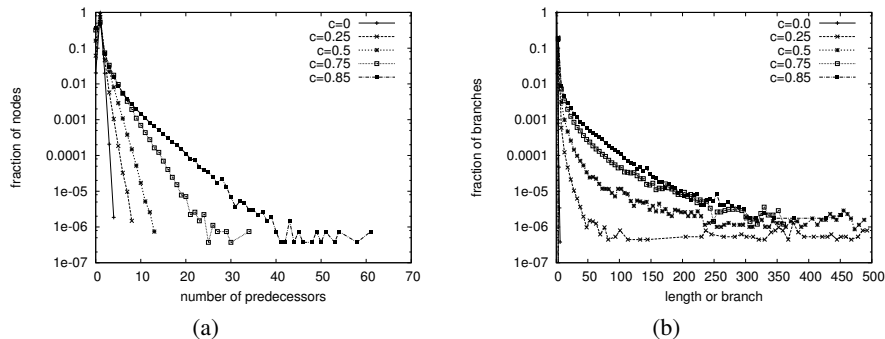 c=0
c=0.25
c=0.5
c=0.75
c=0.85
fraction of nodes
1
0.1
0.01
0.001
0.0001
1e-05
1e-06
1e-07
0 10 20 30 40 50 60 70
number of predecessors
(a)
c=0.0
c=0.25
c=0.5
c=0.75
c=0.85
fraction of branches
1
0.1
0.01
0.001
0.0001
1e-05
1e-06
1e-07
0 50 100 150 200 250 300 350 400 450 500
length or branch
(b)